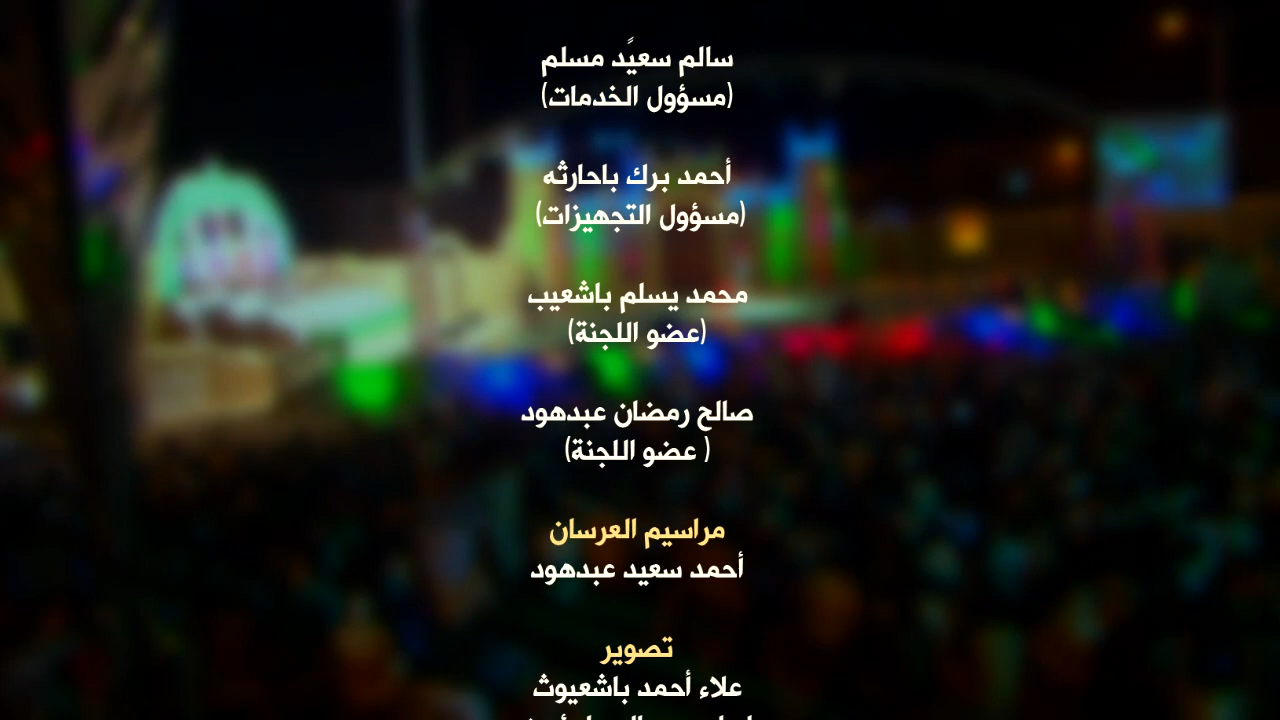 سالم سعيًد مسلم
(مسؤول الخدمات)
أحمد برك باحارثه
(مسؤول التجهيزات)
محمد يسلم باشعيب
(عضو اللجنة)
صالح رمضان عبدهود
( عضو اللجنة)
مراسيم العرسان
أحمد سعيد عبدهود
تصوير
علاء أحمد باشعيوث